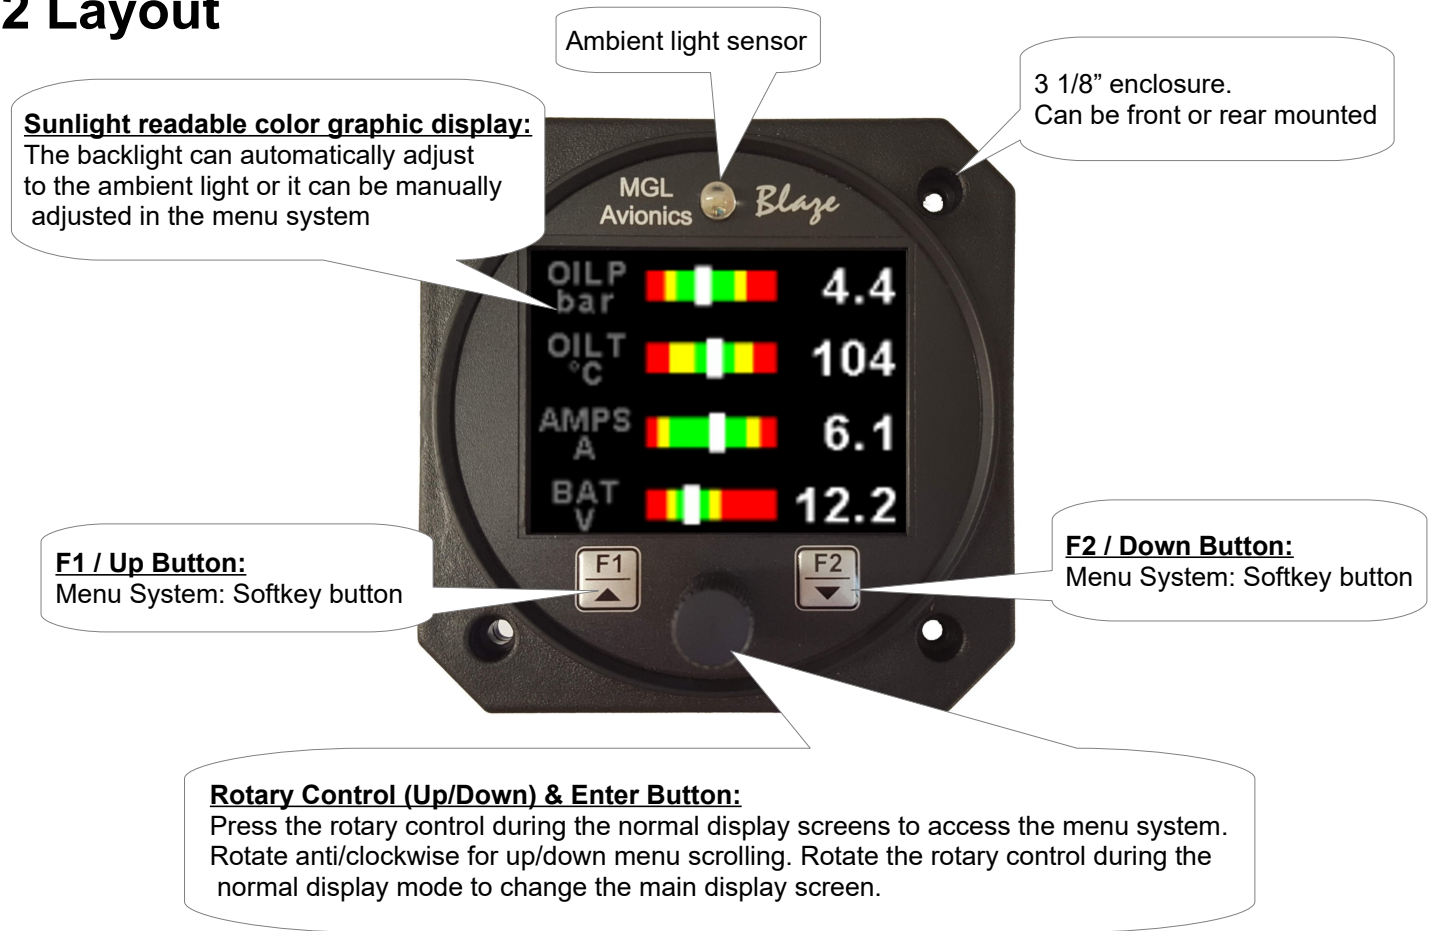 2 Layout
Ambient light sensor
3 1/8” enclosure.
Can be front or rear mounted
Sunlight readable color graphic display:
The backlight can automatically adjust
to the ambient light or it can be manually
adjusted in the menu system
MGL
Avionics
Blaze
OILP
bar
4.4
OILT
°C
104
AMPS
A
6.1
BAT
V
12.2
F1 / Up Button:
Menu System: Softkey button
F1
F2
F2 / Down Button:
Menu System: Softkey button
Rotary Control (Up/Down) & Enter Button:
Press the rotary control during the normal display screens to access the menu system.
Rotate anti/clockwise for up/down menu scrolling. Rotate the rotary control during the
normal display mode to change the main display screen.